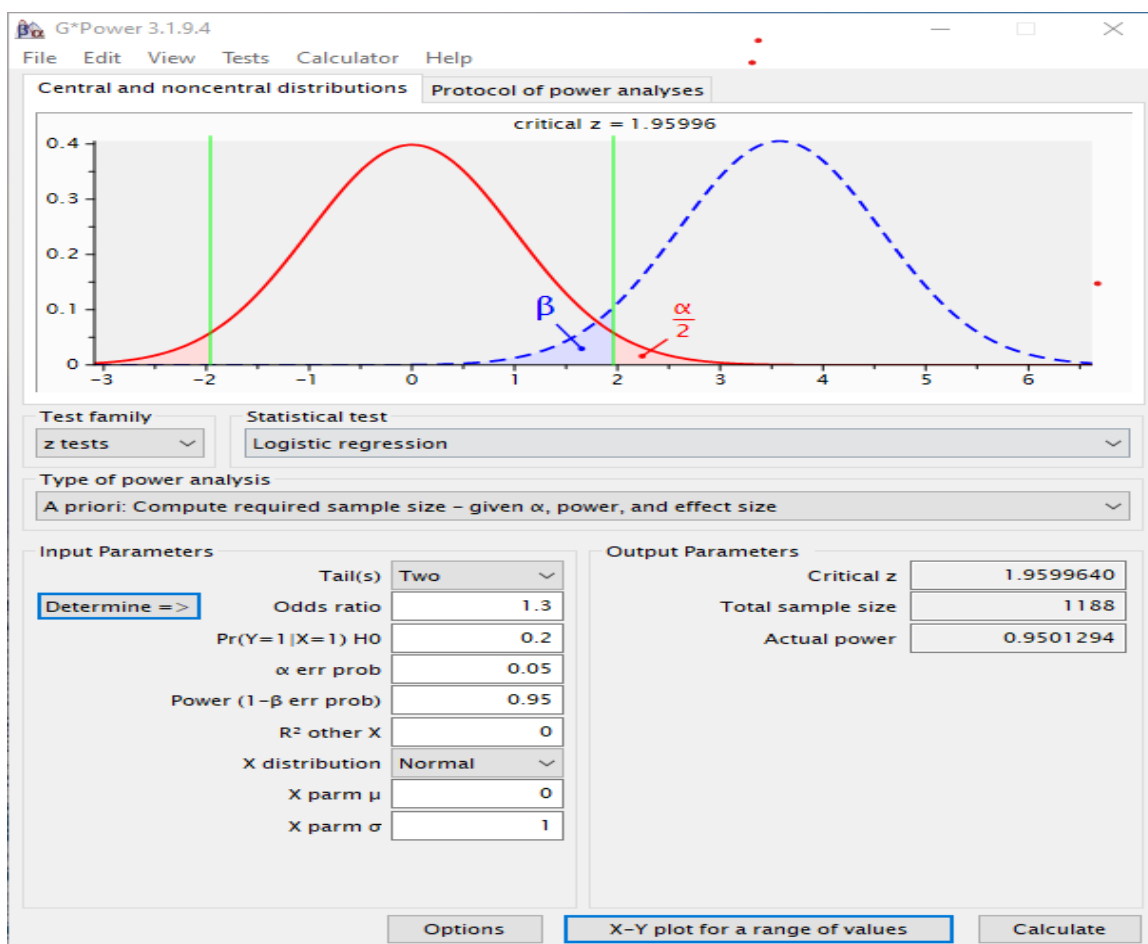 G*Power 3.1.9.4
File Edit View Tests Calculator Help
Central and noncentral distributions Protocol of power analyses
critical z = 1.95996
0.4
0.3
0.2
0.1
0
β
α
2
-3 -2 -1 0 1 2 3 4 5 6
Test family Statistical test
z tests Logistic regression
Type of power analysis
A priori: Compute required sample size - given α, power, and effect size
Input Parameters Output Parameters
Tail(s) Two Critical z 1.9599640
Determine => Odds ratio 1.3 Total sample size 1188
Pr(Y=1|X=1) H0 0.2 Actual power 0.9501294
α err prob 0.05
Power (1-β err prob) 0.95
R² other X 0
X distribution Normal
X parm μ 0
X parm σ 1
Options X-Y plot for a range of values Calculate